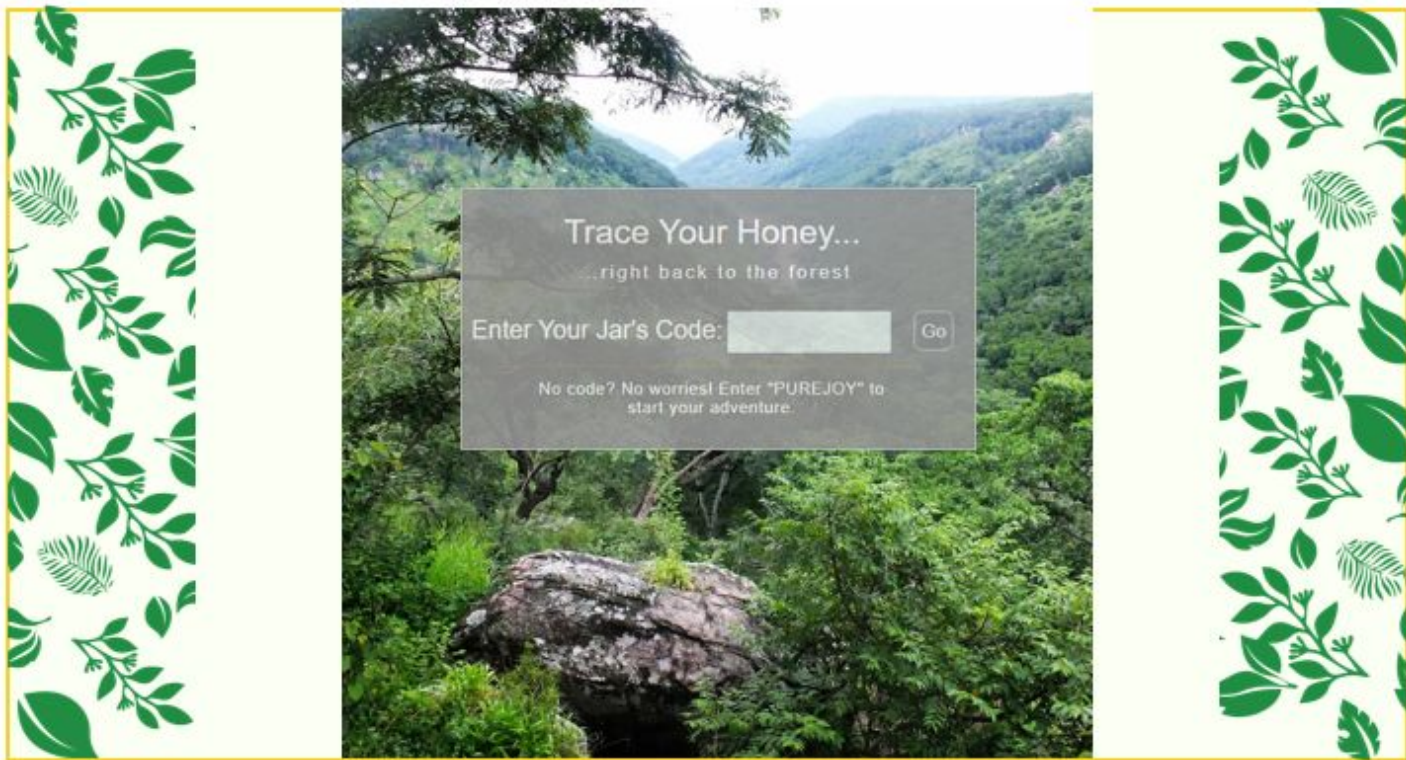 Trace Your Honey...
...right back to the forest
Enter Your Jar's Code:
Go
No code? No worries! Enter "PUREJOY" to
start your adventure.